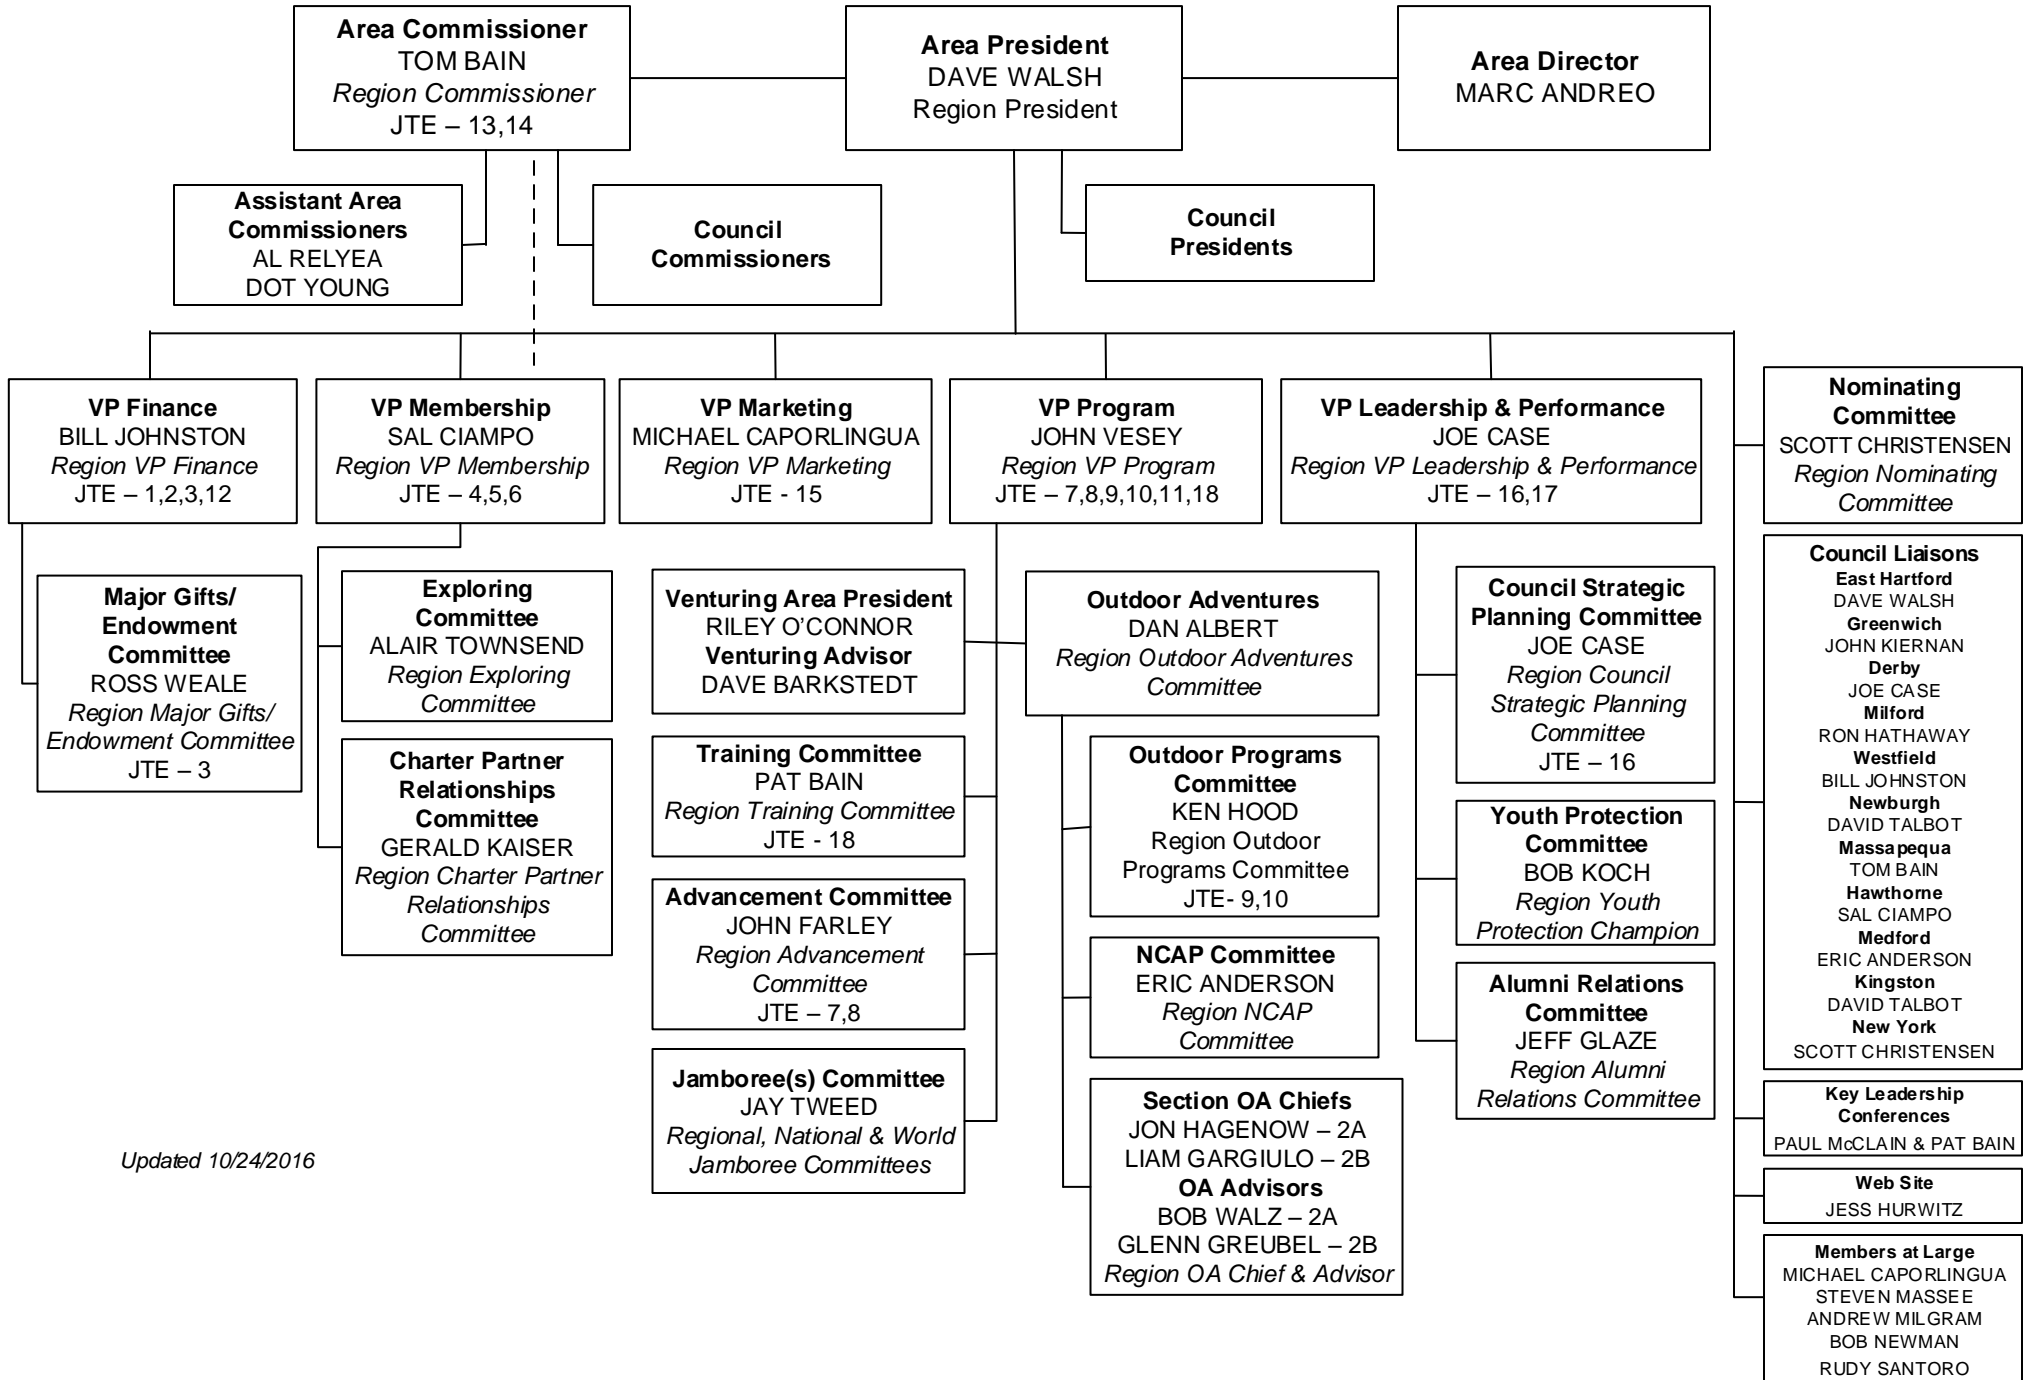 Area Commissioner
TOM BAIN
Region Commissioner
JTE – 13,14
Area President
DAVE WALSH
Region President
Area Director
MARC ANDREO
Assistant Area
Commissioners
AL RELYEA
DOT YOUNG
Council
Commissioners
Council
Presidents
VP Finance
BILL JOHNSTON
Region VP Finance
JTE – 1,2,3,12
VP Membership
SAL CIAMPO
Region VP Membership
JTE – 4,5,6
VP Marketing
MICHAEL CAPORLINGUA
Region VP Marketing
JTE - 15
VP Program
JOHN VESEY
Region VP Program
JTE – 7,8,9,10,11,18
VP Leadership & Performance
JOE CASE
Region VP Leadership & Performance
JTE – 16,17
Nominating
Committee
SCOTT CHRISTENSEN
Region Nominating
Committee
Major Gifts/
Endowment
Committee
ROSS WEALE
Region Major Gifts/
Endowment Committee
JTE – 3
Exploring
Committee
ALAIR TOWNSEND
Region Exploring
Committee
Charter Partner
Relationships
Committee
GERALD KAISER
Region Charter Partner
Relationships
Committee
Venturing Area President
RILEY O’CONNOR
Venturing Advisor
DAVE BARKSTEDT
Training Committee
PAT BAIN
Region Training Committee
JTE - 18
Advancement Committee
JOHN FARLEY
Region Advancement
Committee
JTE – 7,8
Jamboree(s) Committee
JAY TWEED
Regional, National & World
Jamboree Committees
Outdoor Adventures
DAN ALBERT
Region Outdoor Adventures
Committee
Outdoor Programs
Committee
KEN HOOD
Region Outdoor
Programs Committee
JTE- 9,10
NCAP Committee
ERIC ANDERSON
Region NCAP
Committee
Section OA Chiefs
JON HAGENOW – 2A
LIAM GARGIULO – 2B
OA Advisors
BOB WALZ – 2A
GLENN GREUBEL – 2B
Region OA Chief & Advisor
Council Strategic
Planning Committee
JOE CASE
Region Council
Strategic Planning
Committee
JTE – 16
Youth Protection
Committee
BOB KOCH
Region Youth
Protection Champion
Alumni Relations
Committee
JEFF GLAZE
Region Alumni
Relations Committee
Council Liaisons
East Hartford
DAVE WALSH
Greenwich
JOHN KIERNAN
Derby
JOE CASE
Milford
RON HATHAWAY
Westfield
BILL JOHNSTON
Newburgh
DAVID TALBOT
Massapequa
TOM BAIN
Hawthorne
SAL CIAMPO
Medford
ERIC ANDERSON
Kingston
DAVID TALBOT
New York
SCOTT CHRISTENSEN
Key Leadership
Conferences
PAUL McCLAIN & PAT BAIN
Web Site
JESS HURWITZ
Members at Large
MICHAEL CAPORLINGUA
STEVEN MASSEE
ANDREW MILGRAM
BOB NEWMAN
RUDY SANTORO
Updated 10/24/2016